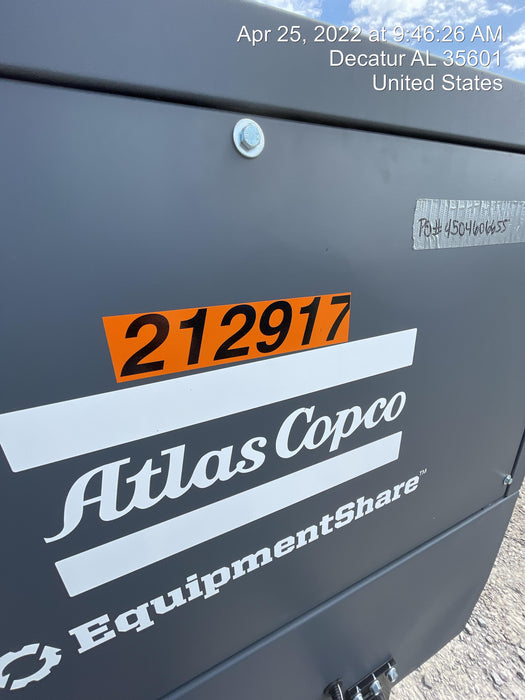 Apr 25, 2022 at 9:46:26 AM
Decatur AL 35601
United States
PO# 4504606655
212917
Atlas Copco
EquipmentShare™